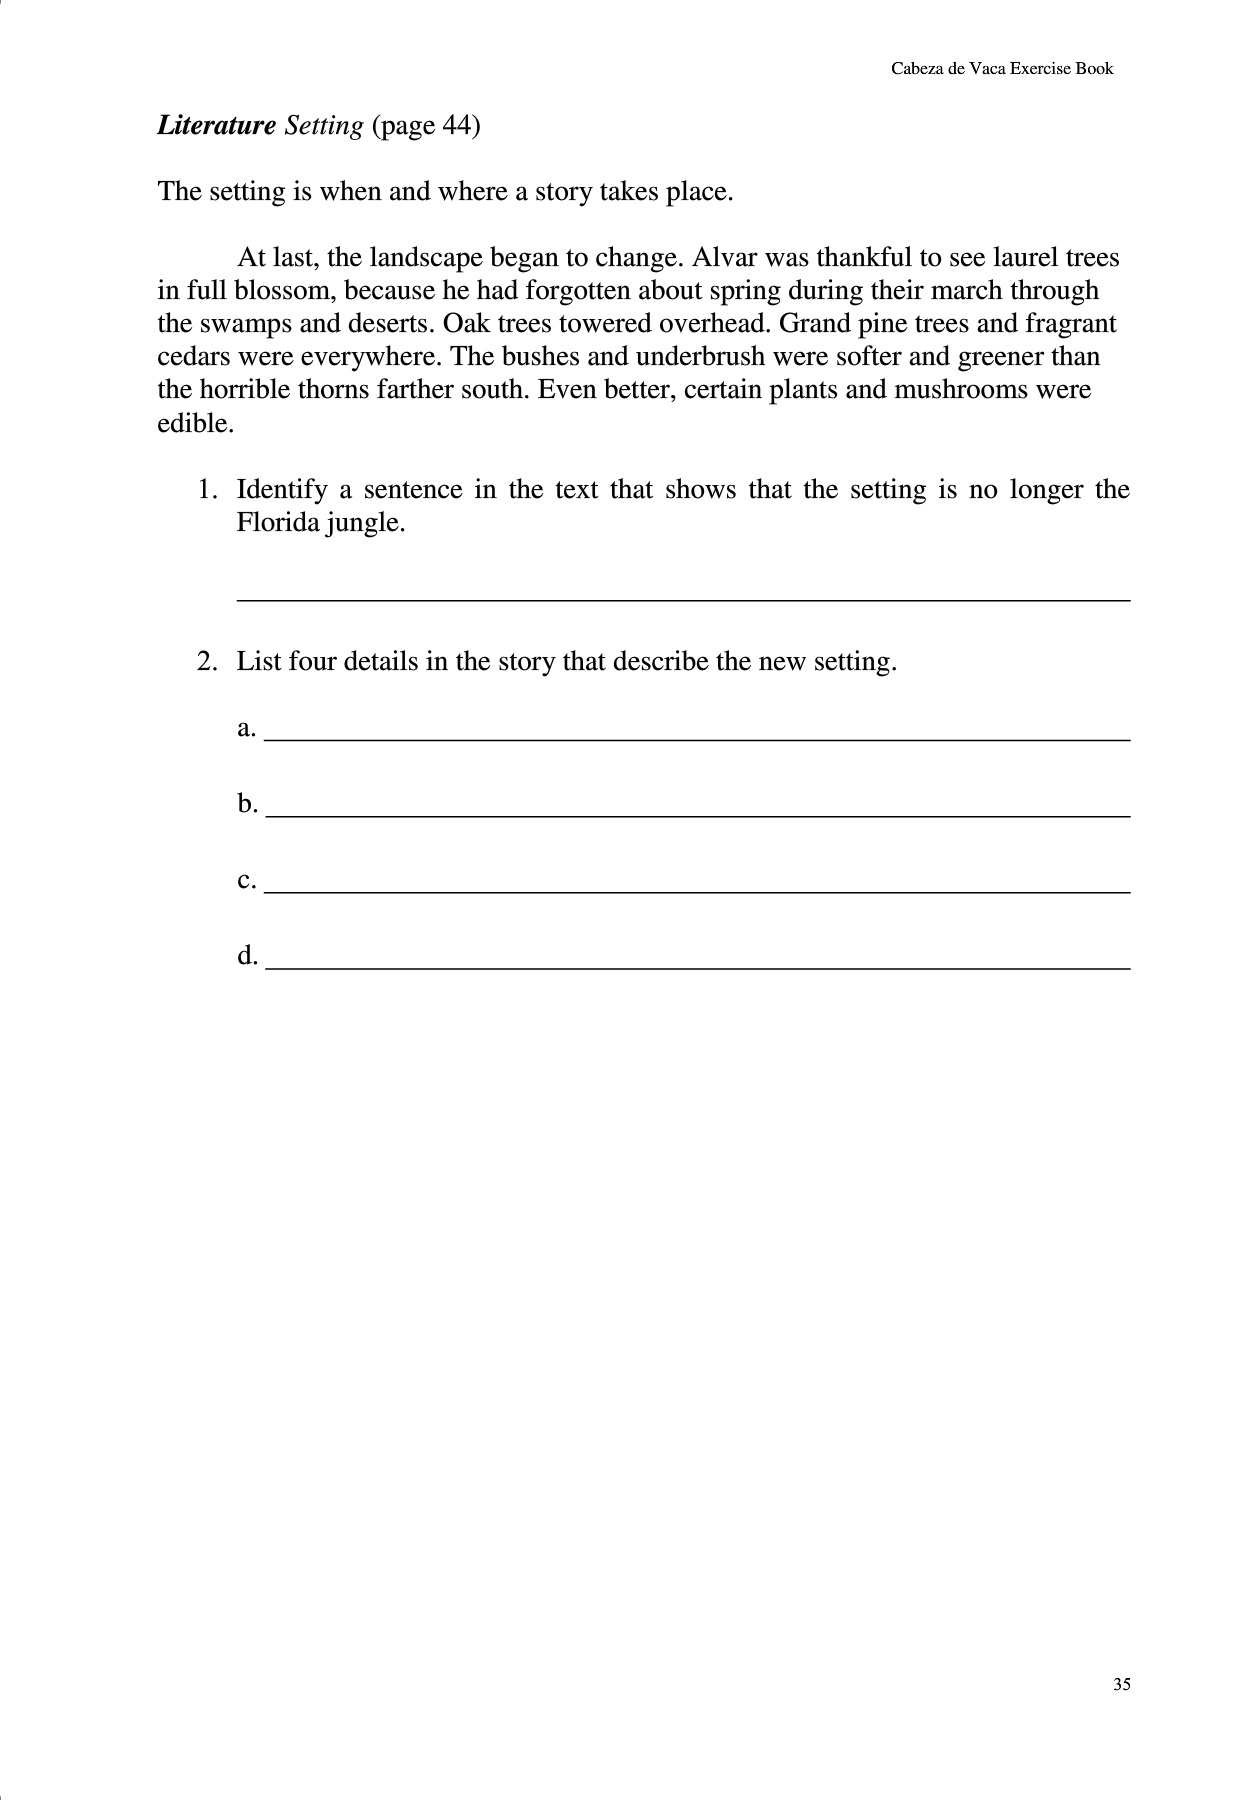 Cabeza de Vaca Exercise Book
Literature Setting (page 44)
The setting is when and where a story takes place.
At last, the landscape began to change. Alvar was thankful to see laurel trees
in full blossom, because he had forgotten about spring during their march through
the swamps and deserts. Oak trees towered overhead. Grand pine trees and fragrant
cedars were everywhere. The bushes and underbrush were softer and greener than
the horrible thorns farther south. Even better, certain plants and mushrooms were
edible.
1. Identify a sentence in the text that shows that the setting is no longer the
Florida jungle.
2. List four details in the story that describe the new setting.
a.
b.
c.
d.
35